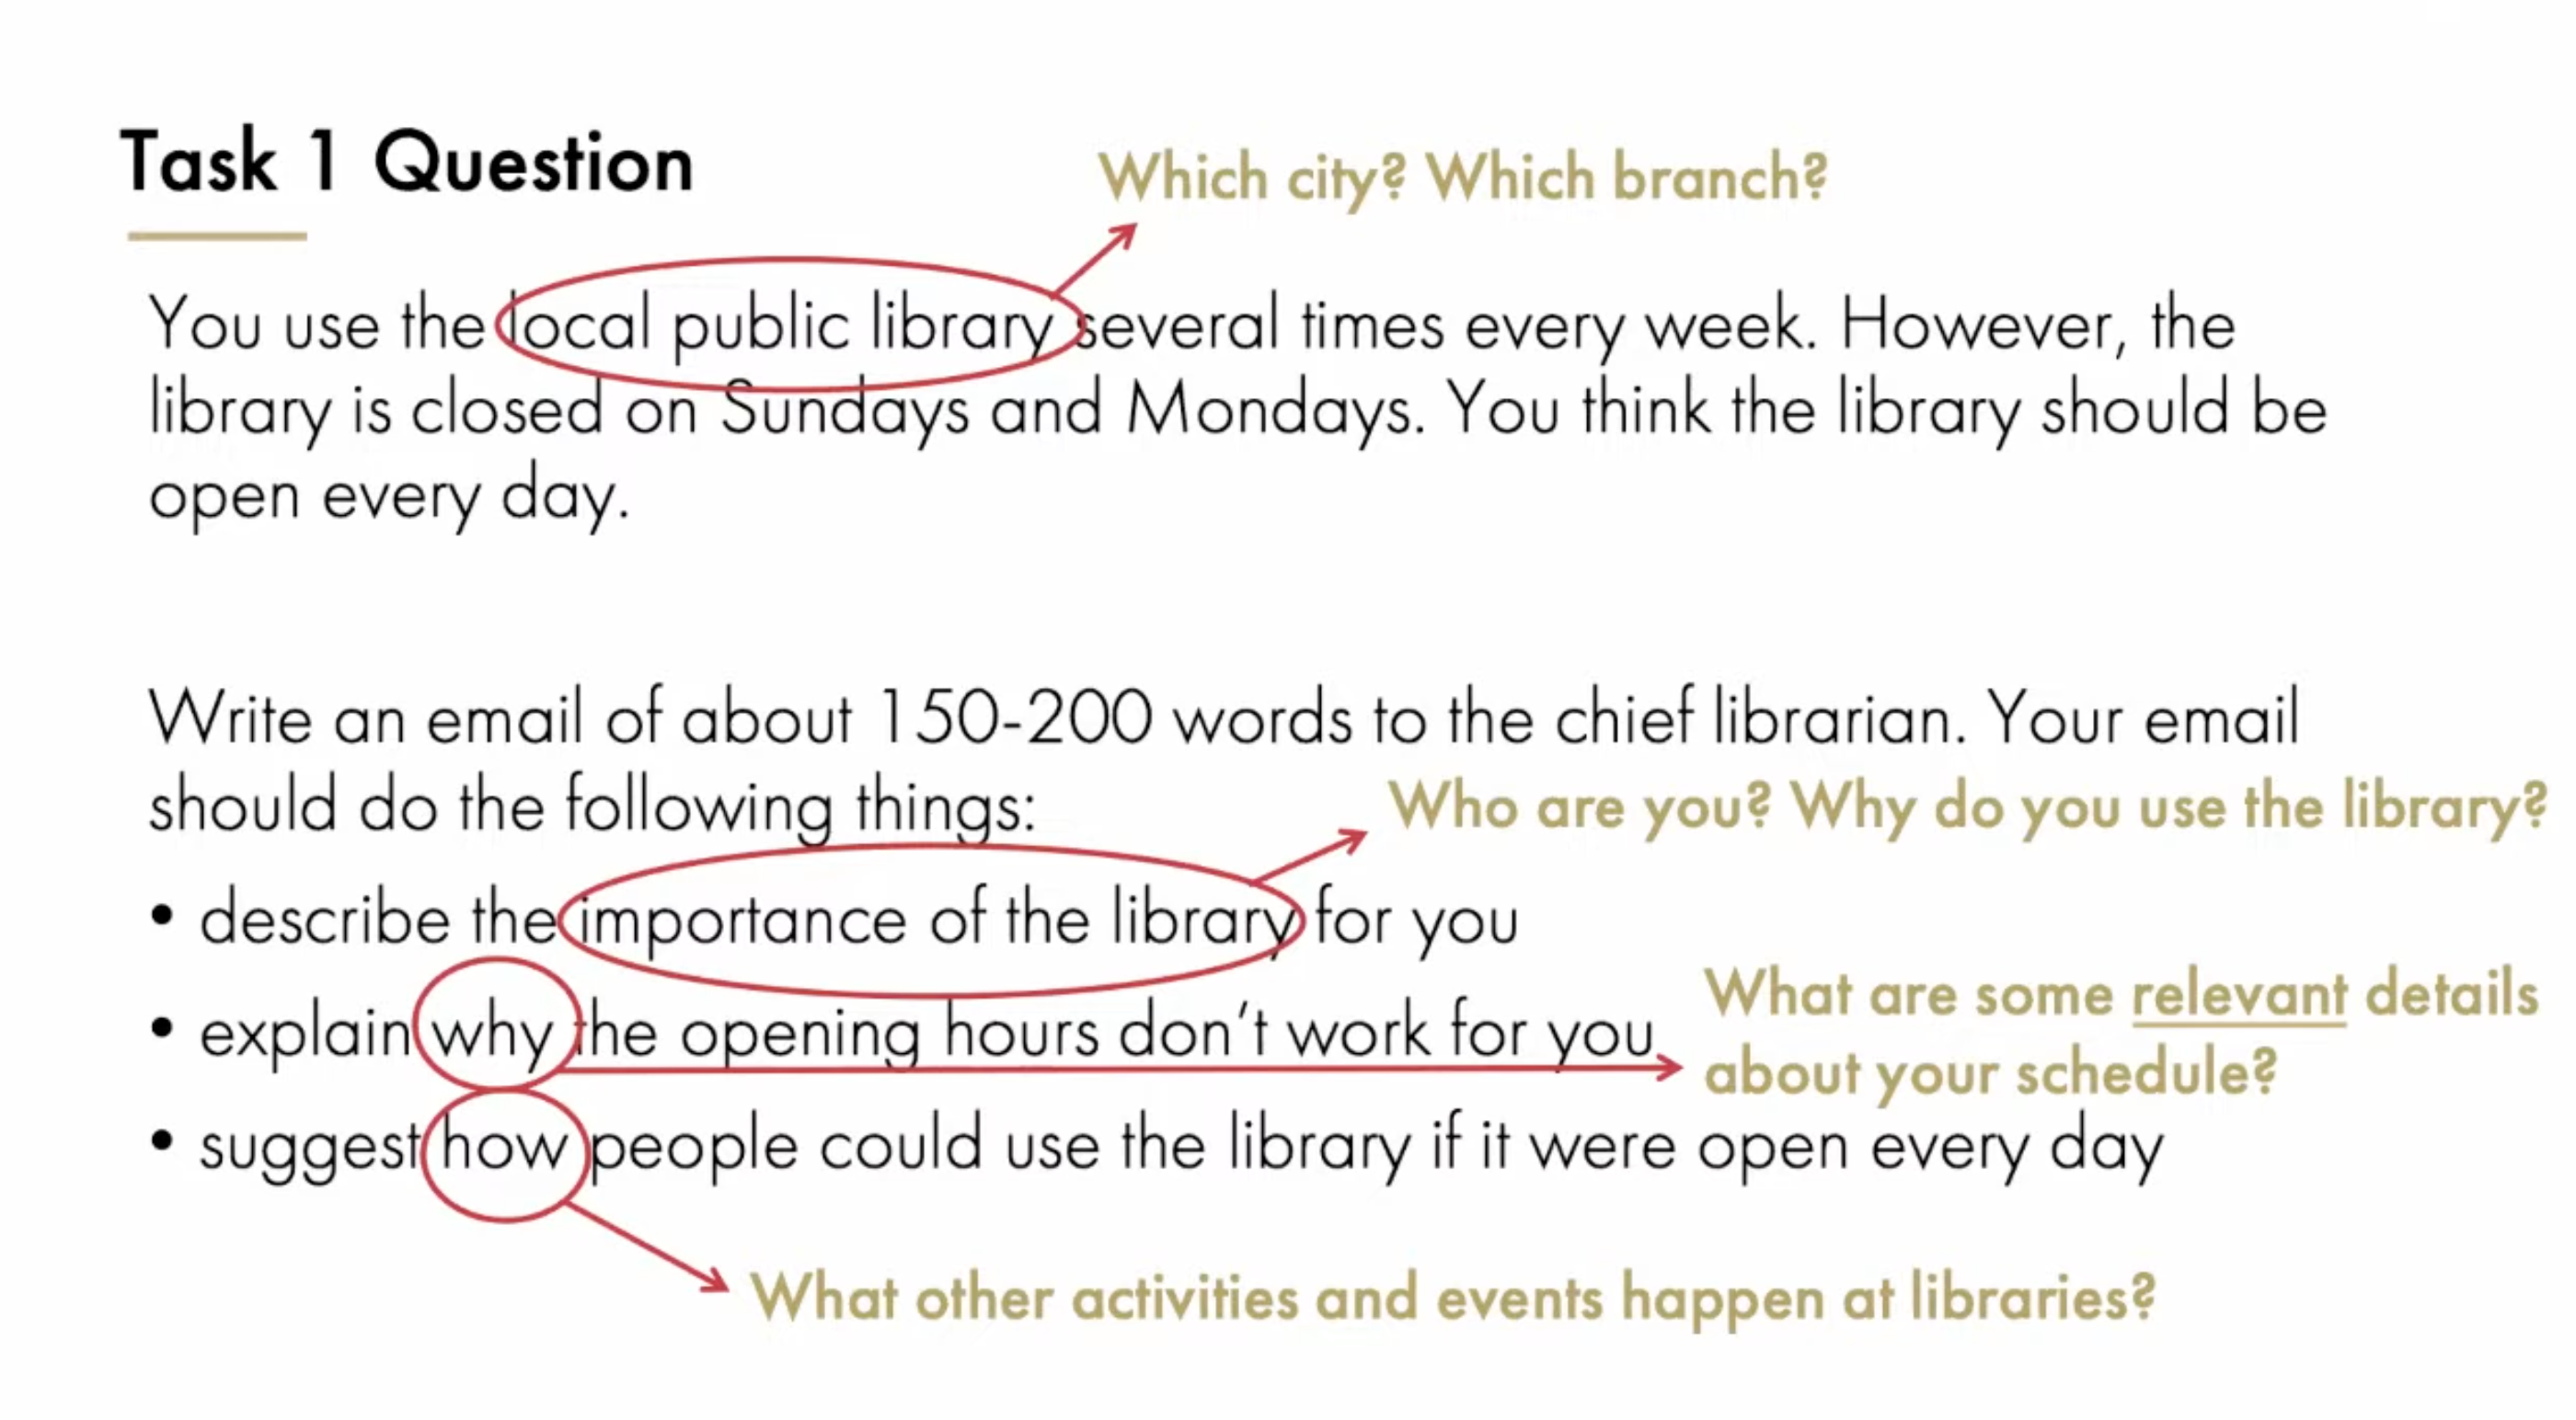 Task 1 Question
Which city? Which branch?
You use the local public library several times every week. However, the
library is closed on Sundays and Mondays. You think the library should be
open every day.
Write an email of about 150-200 words to the chief librarian. Your email
should do the following things:
Who are you? Why do you use the library?
• describe the importance of the library for you
• explain why the opening hours don't work for you
What are some relevant details
about your schedule?
• suggest how people could use the library if it were open every day
What other activities and events happen at libraries?